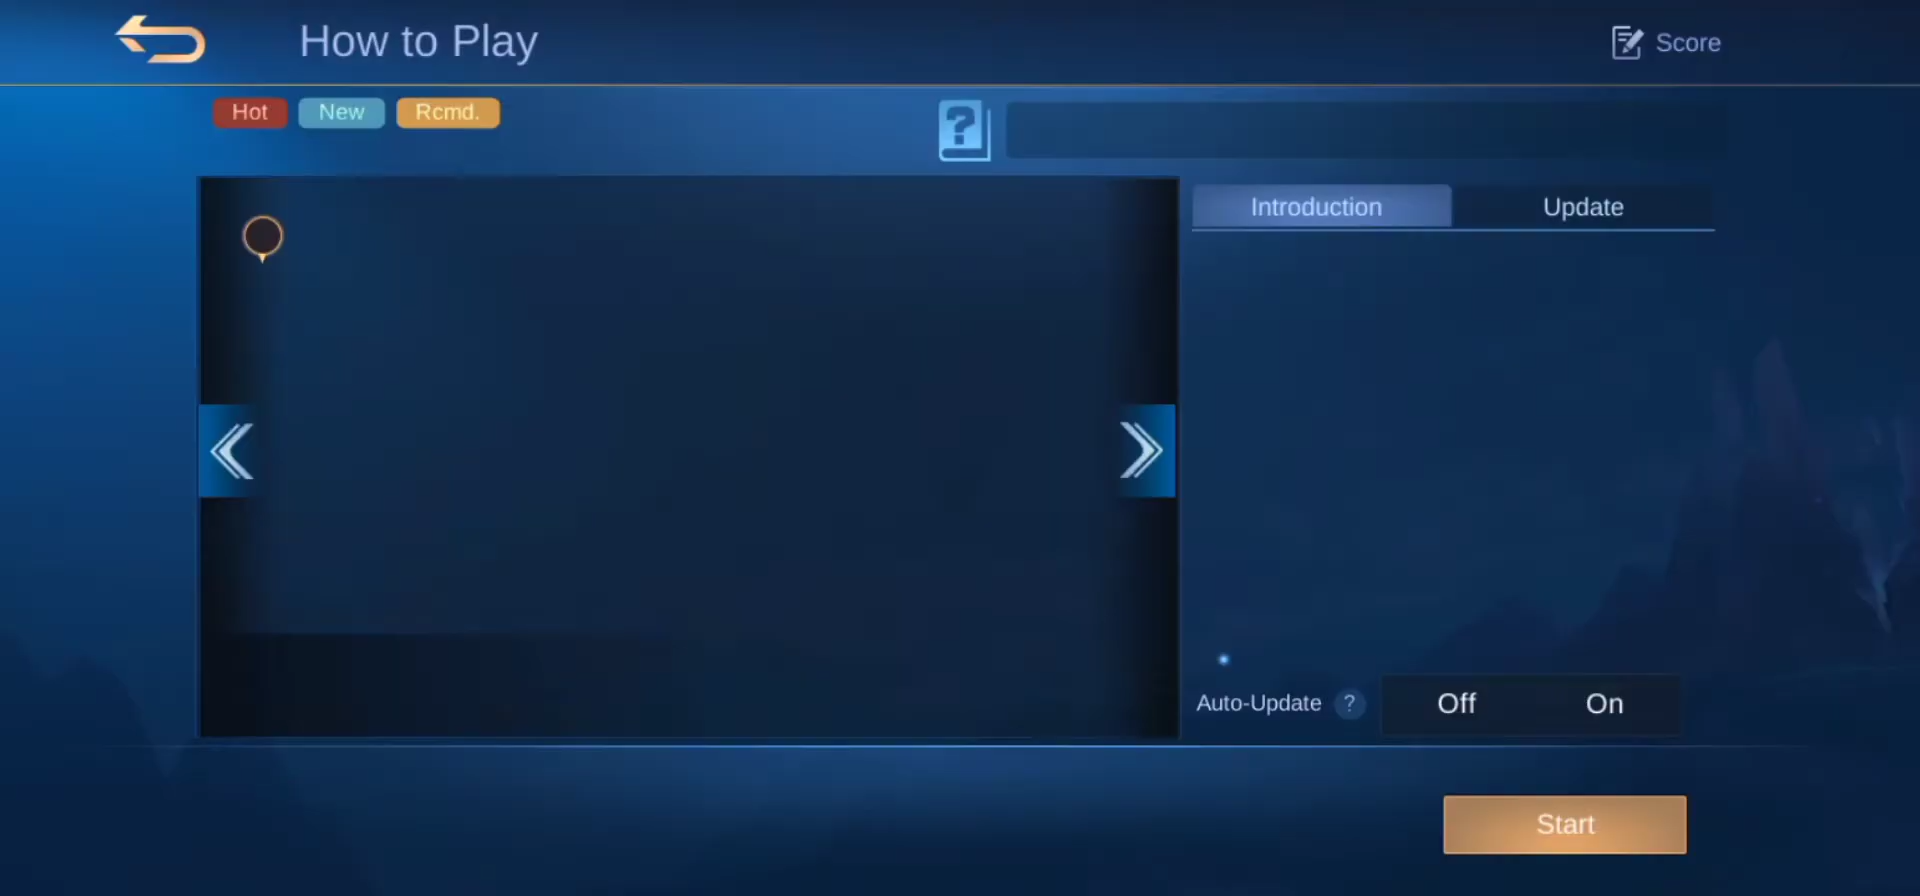 How to Play
Score
Hot
New
Rcmd.
Introduction
Update
Auto-Update ?
Off
On
Start